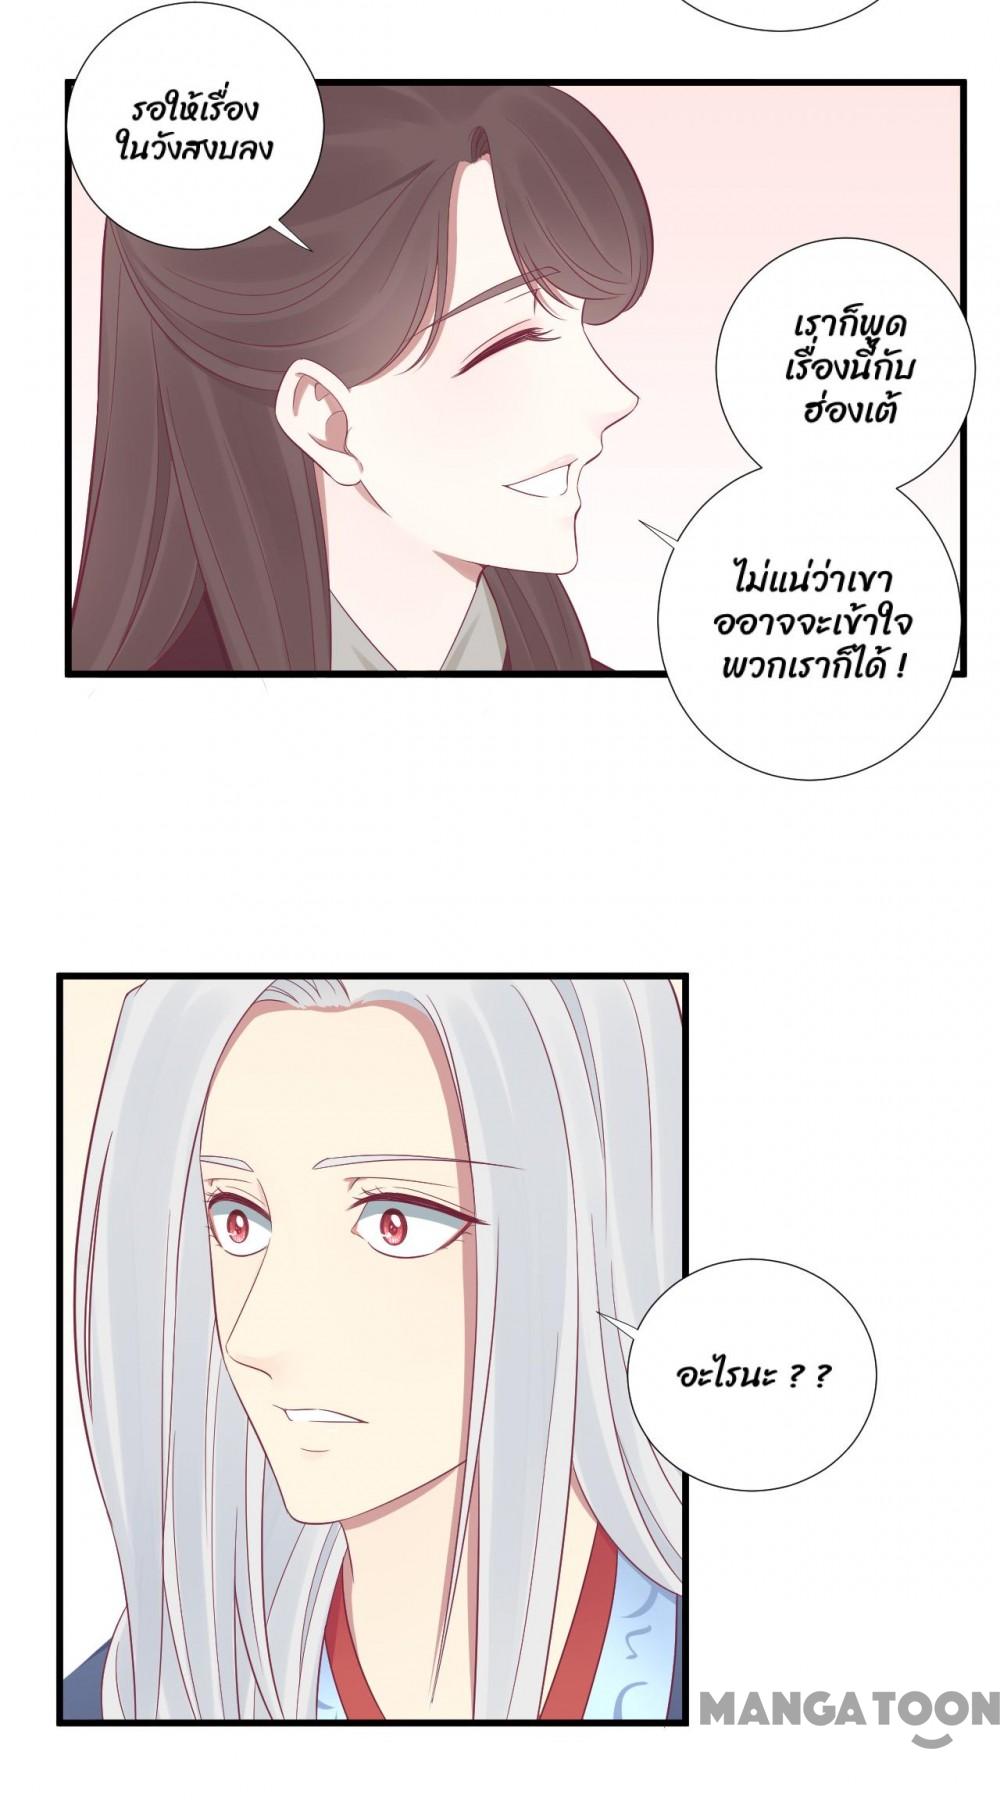 รอให้เรื่อง
ในวังสงบลง
เราก็พูด
เรื่องนี้กับ
ฮ่องเต้
ไม่แน่ว่าเขา
ออาจจะเข้าใจ
พวกเราก็ได้ !
อะไรนะ ? ?
MANGATOON